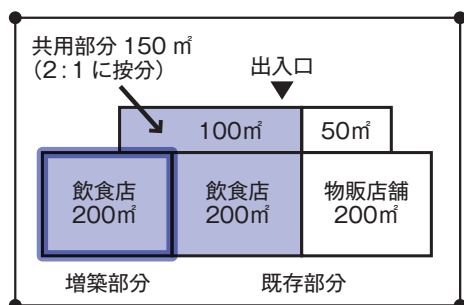 共用部分 150 ㎡
（2：1 に按分）
出入口
100㎡
50㎡
飲食店
200㎡
飲食店
200㎡
物販店舗
200㎡
増築部分
既存部分